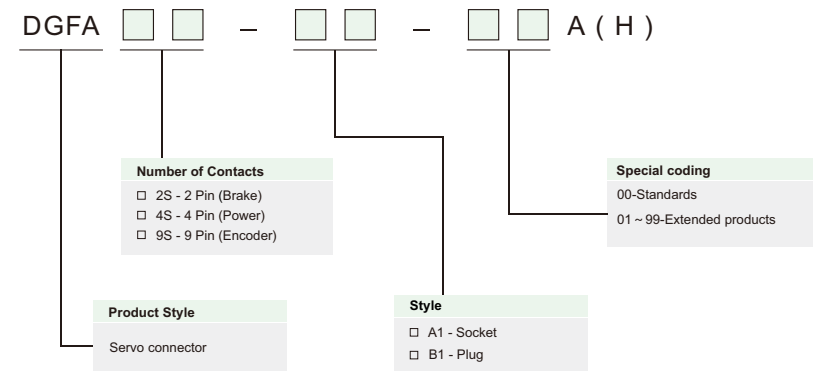 DGFA □□ – □□ – □□ A ( H )
Number of Contacts
□ 2S - 2 Pin (Brake)
□ 4S - 4 Pin (Power)
□ 9S - 9 Pin (Encoder)
Special coding
00-Standards
01 ~ 99-Extended products
Product Style
Servo connector
Style
□ A1 - Socket
□ B1 - Plug